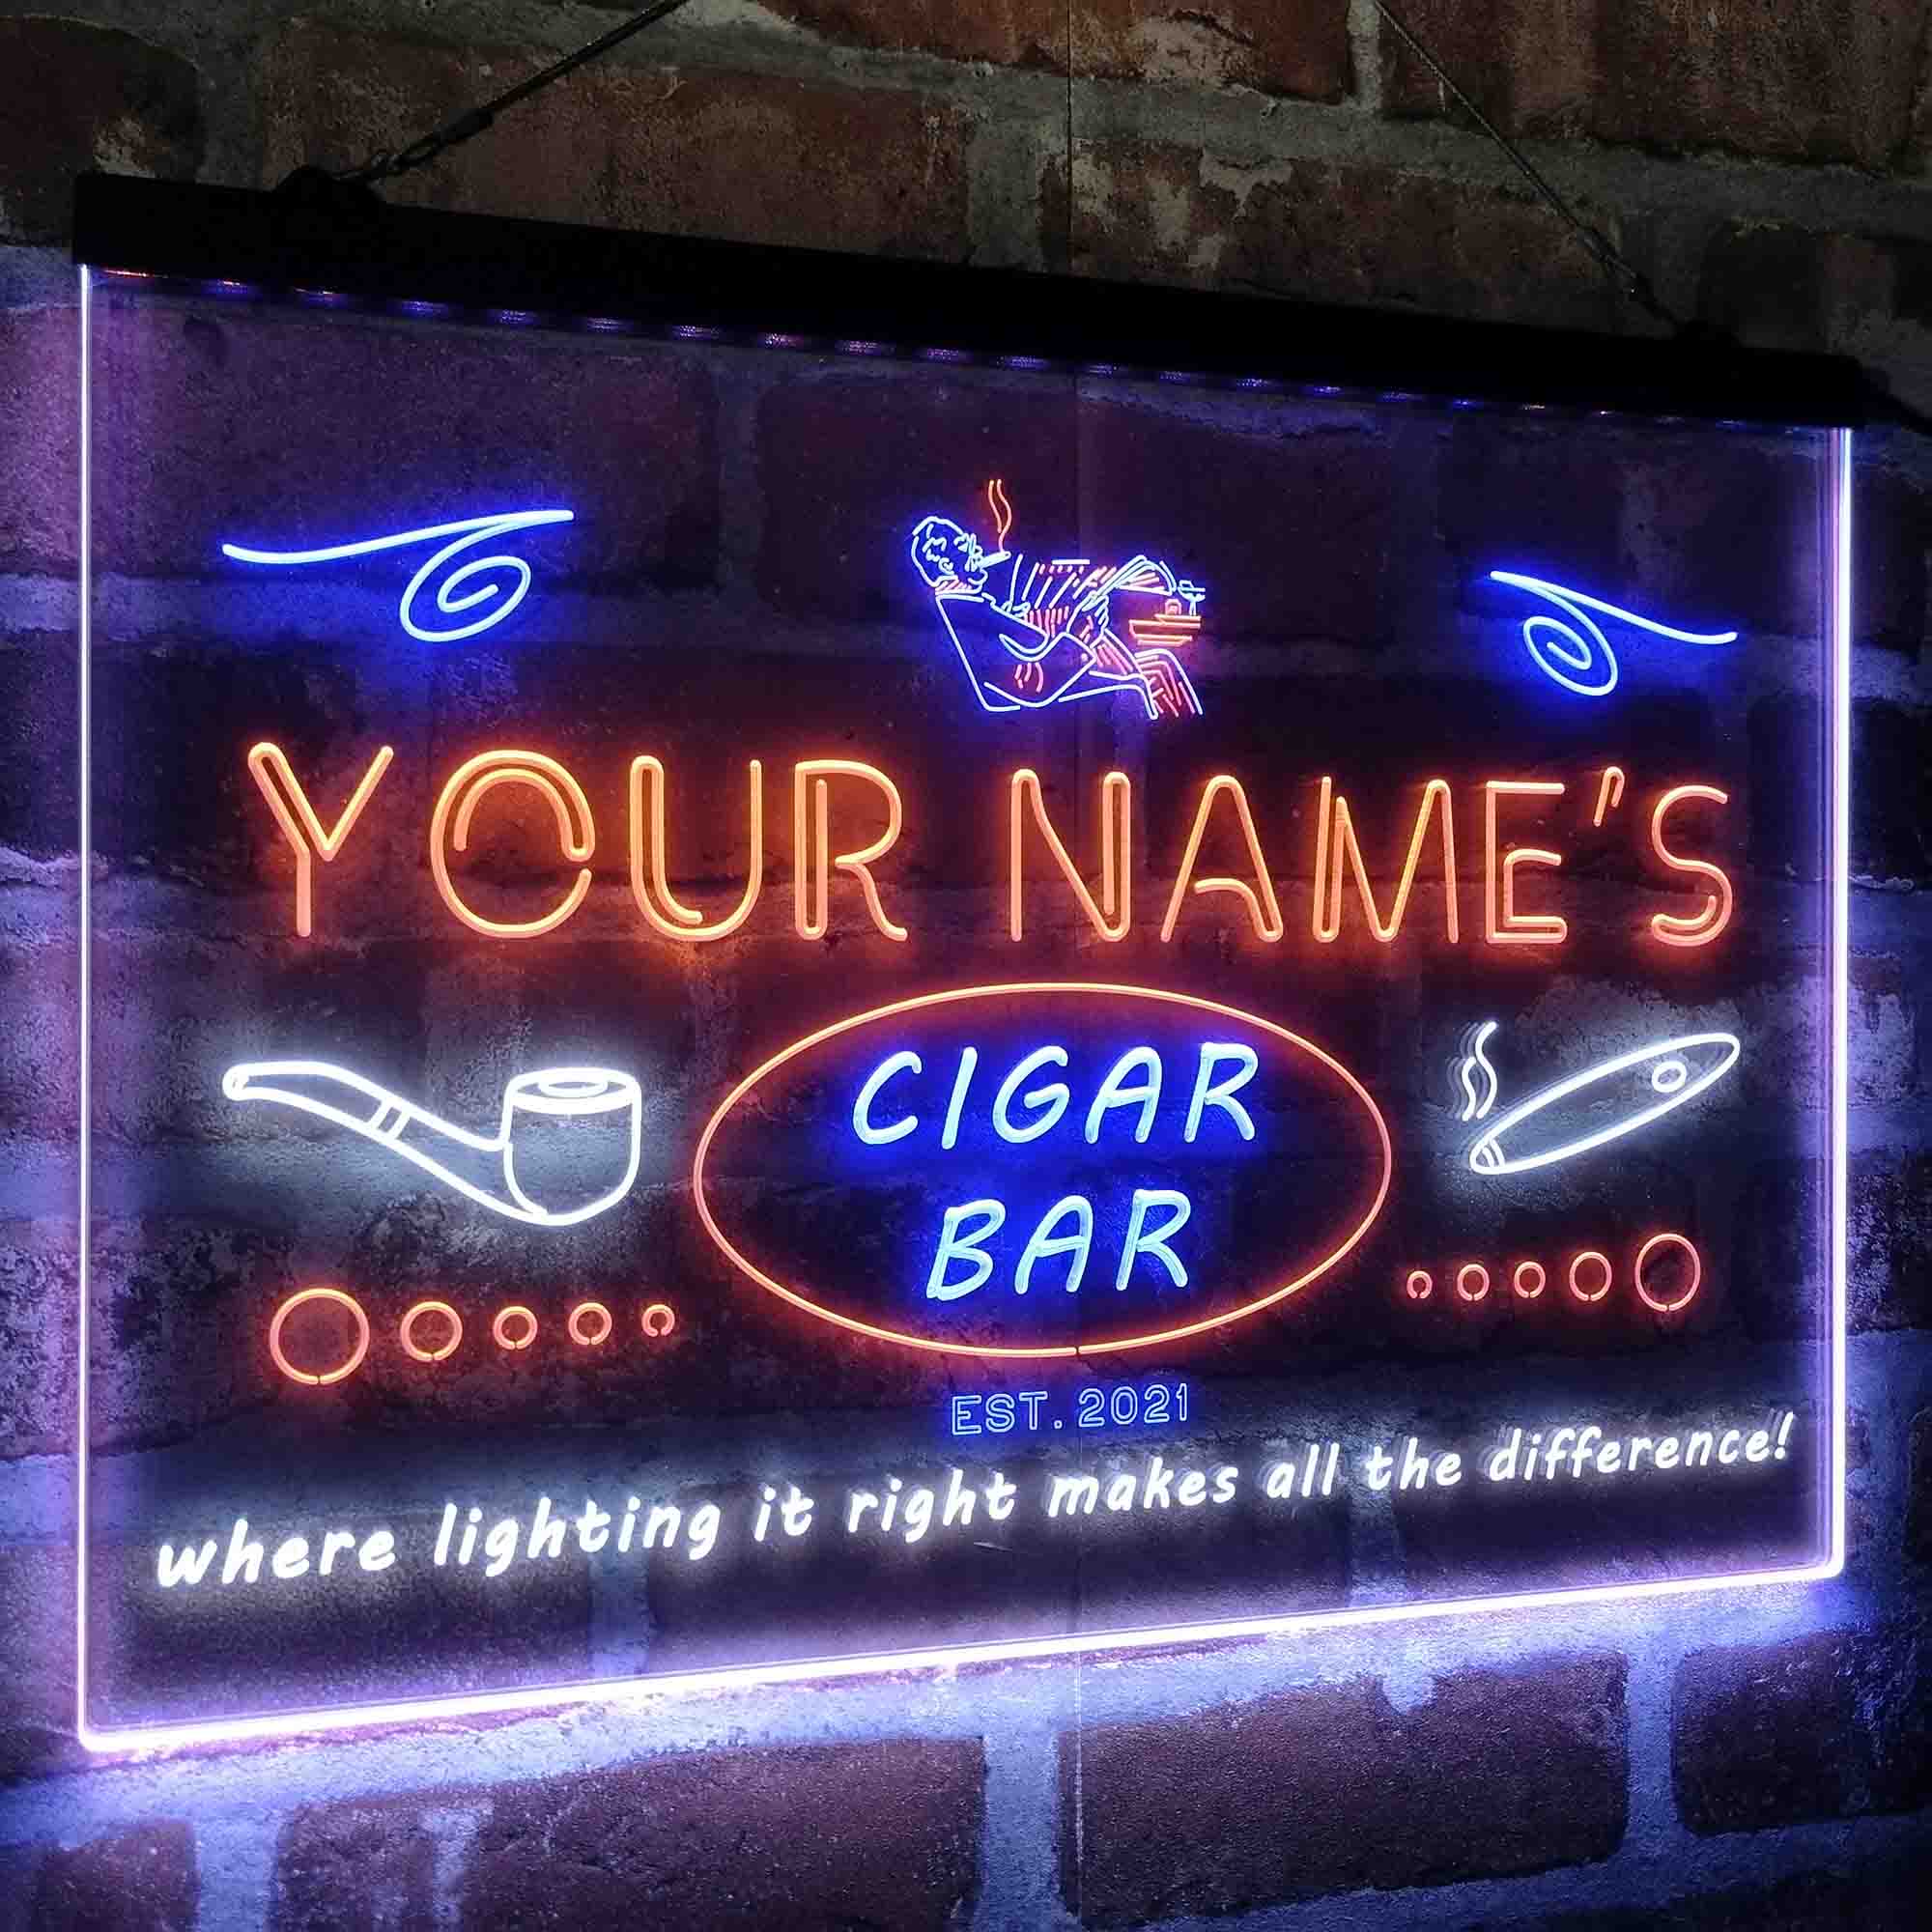 YOUR NAME'S
CIGAR
BAR
EST. 2021
where lighting it right makes all the difference!